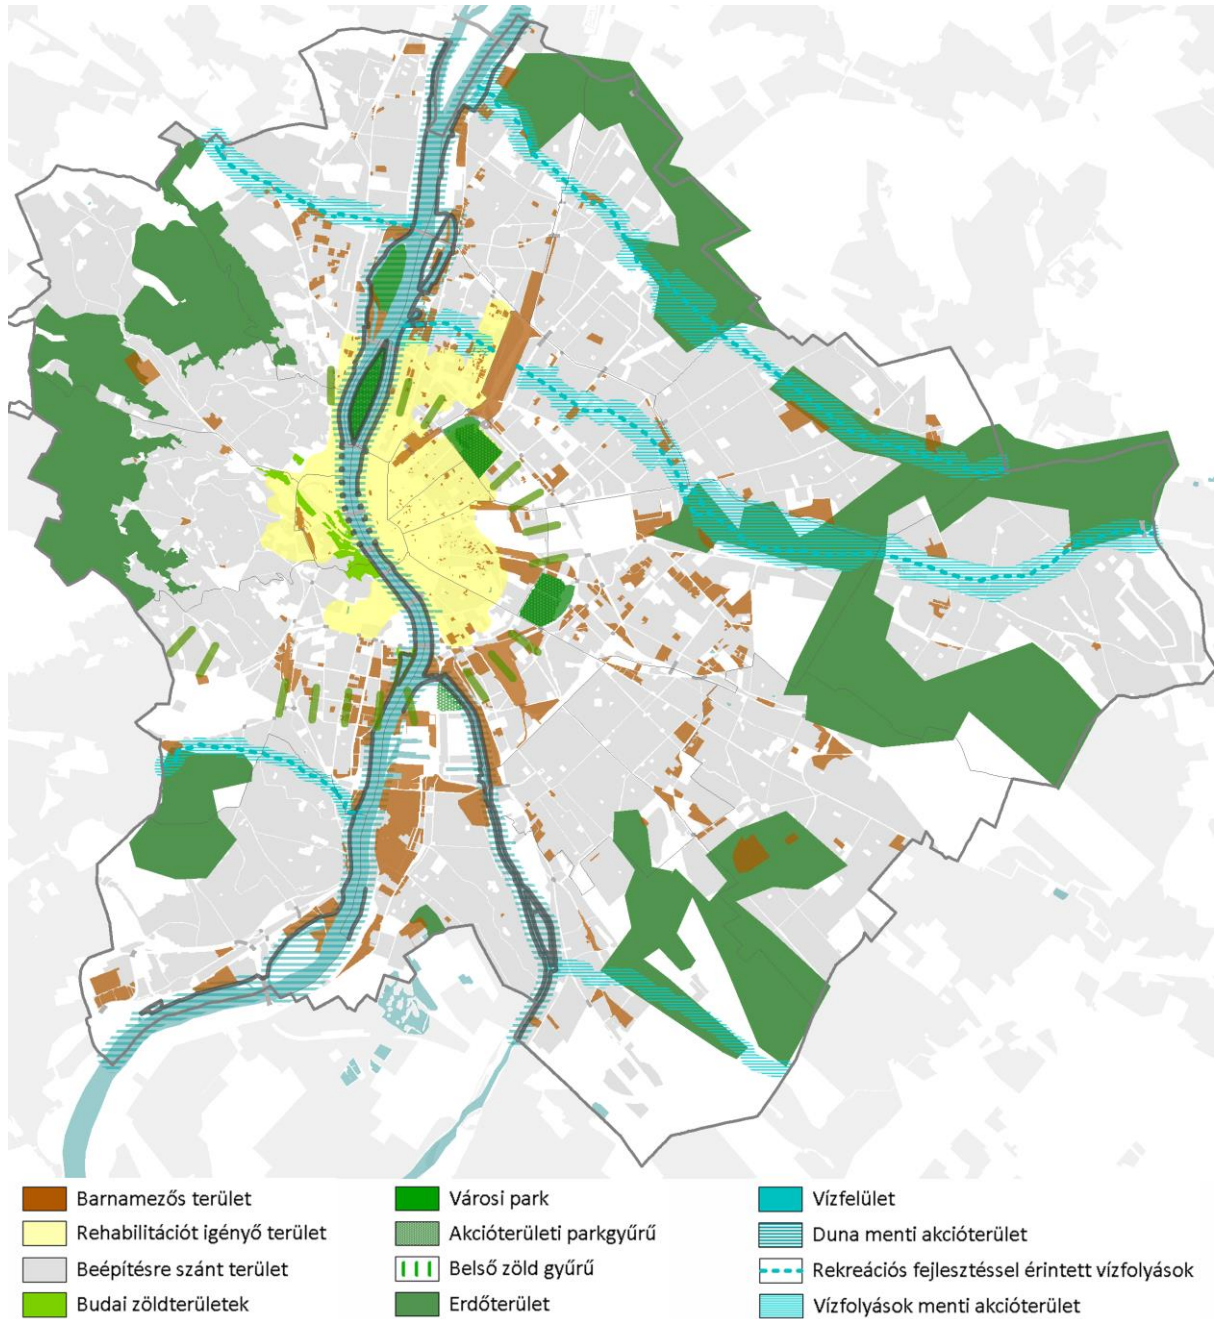 Barnamezős terület
Rehabilitációt igényő terület
Beépítésre szánt terület
Budai zöldterületek
Városi park
Akcióterületi parkgyűrű
Belső zöld gyűrű
Erdőterület
Vízfelület
Duna menti akcióterület
Rekreációs fejlesztéssel érintett vízfolyások
Vízfolyások menti akcióterület